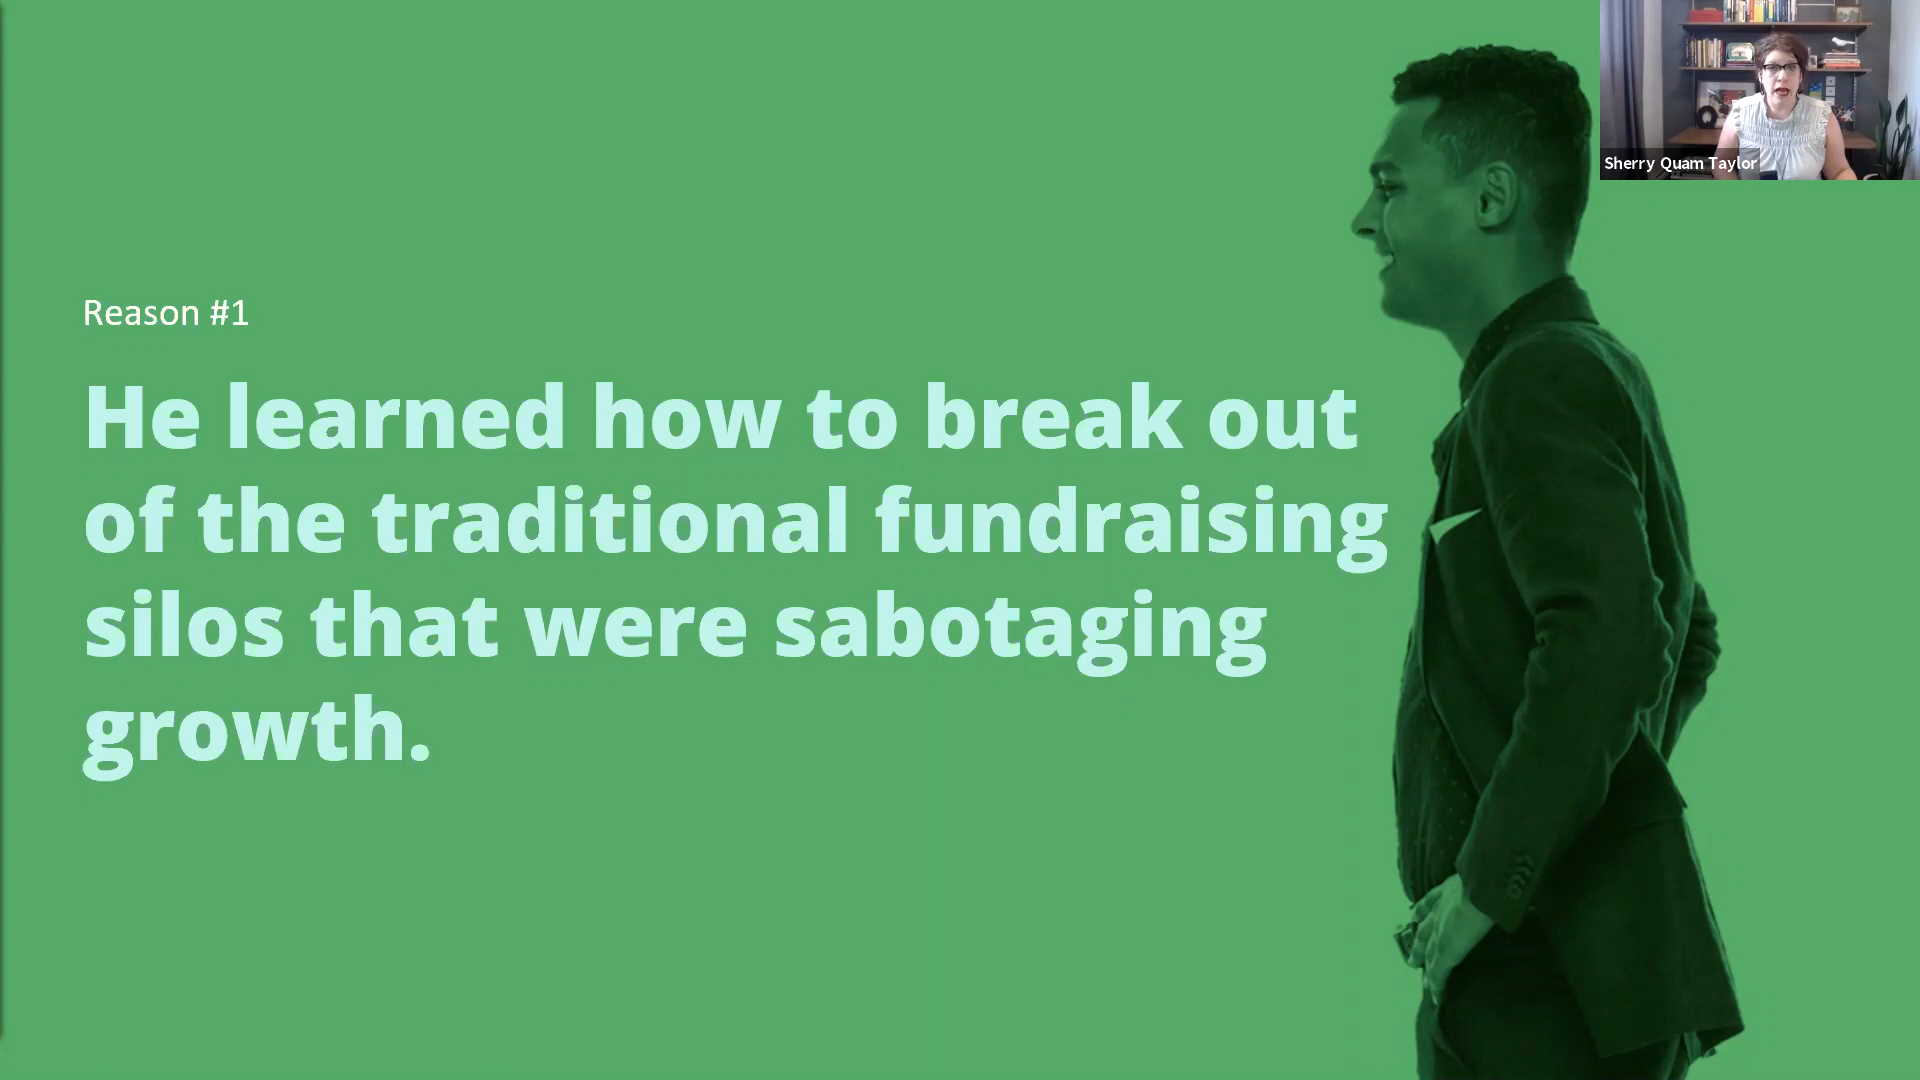 Sherry Quam Taylor
Reason #1
He learned how to break out
of the traditional fundraising
silos that were sabotaging
growth.